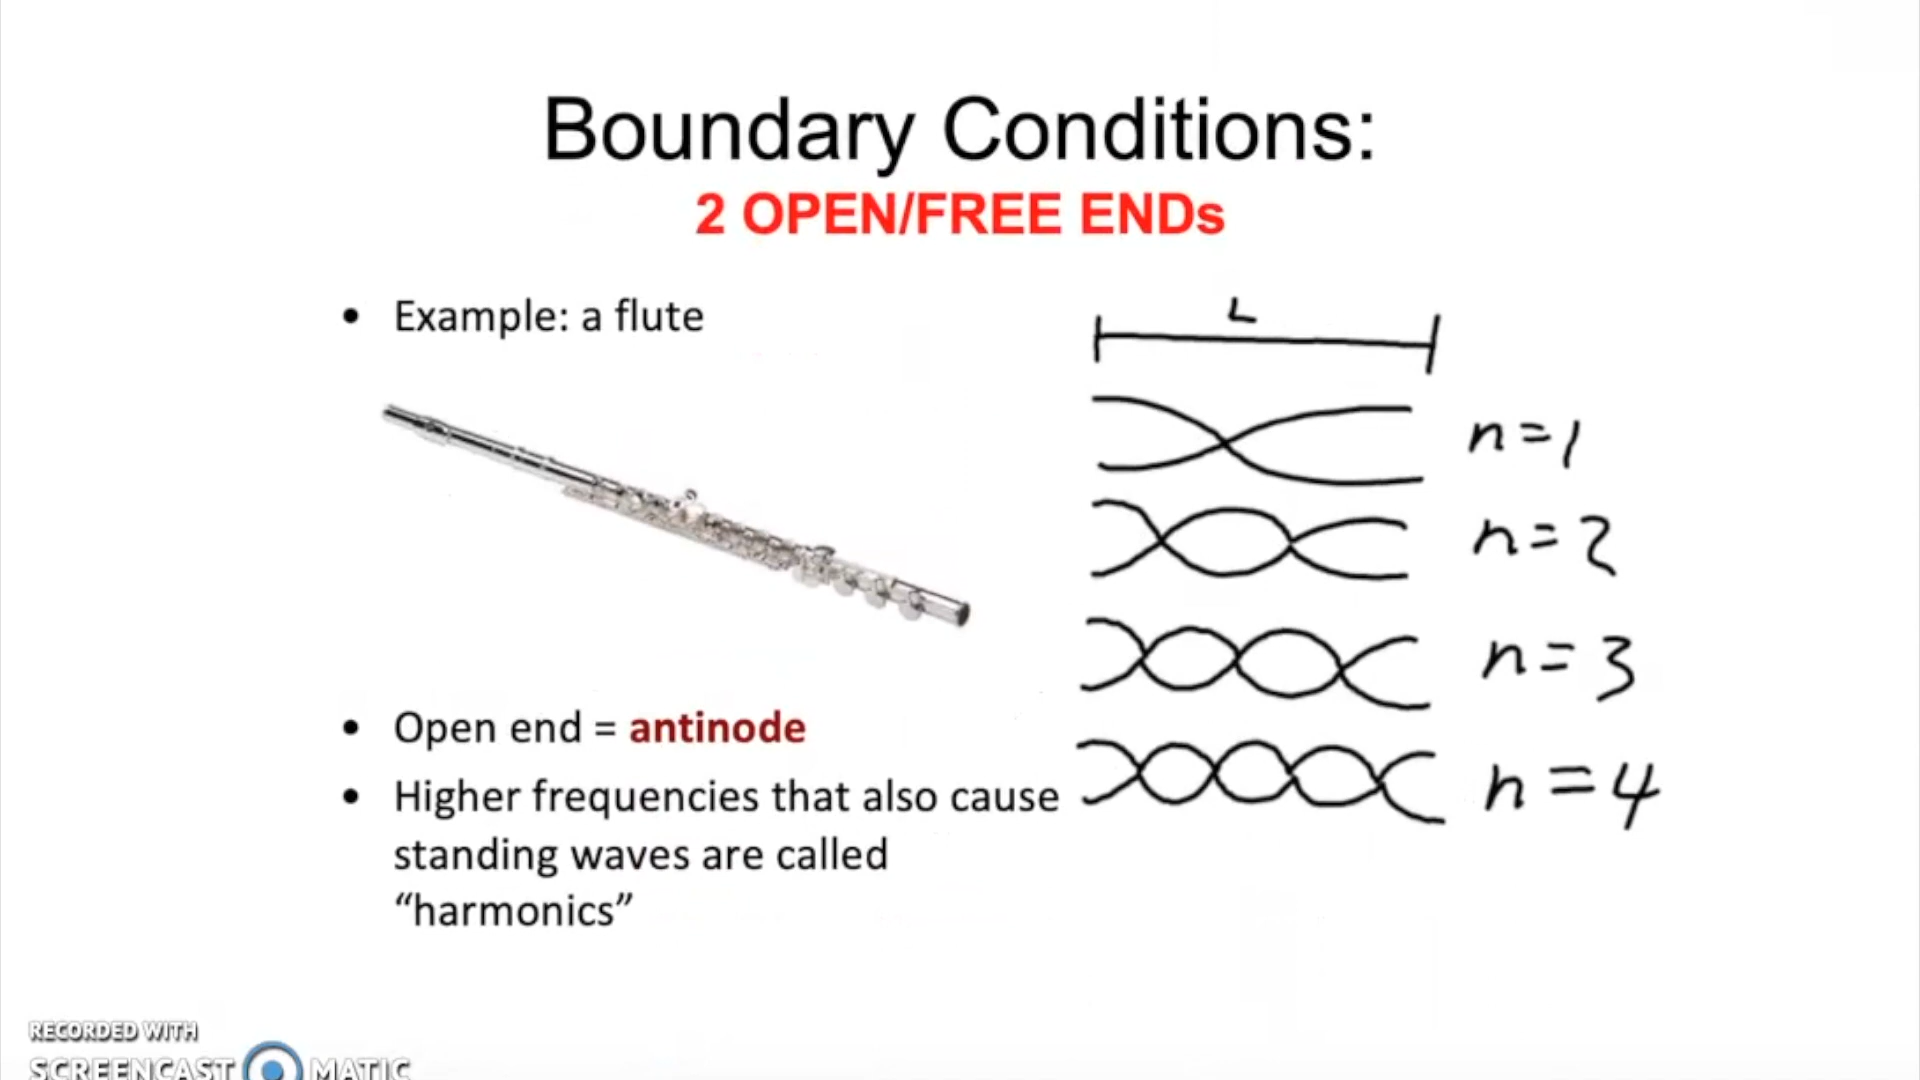 Boundary Conditions:
2 OPEN/FREE ENDs
• Example: a flute
L
n=1
n=2
n=3
n=4
• Open end = antinode
• Higher frequencies that also cause
standing waves are called
“harmonics”
RECORDED WITH
SCREENCAST MATIC